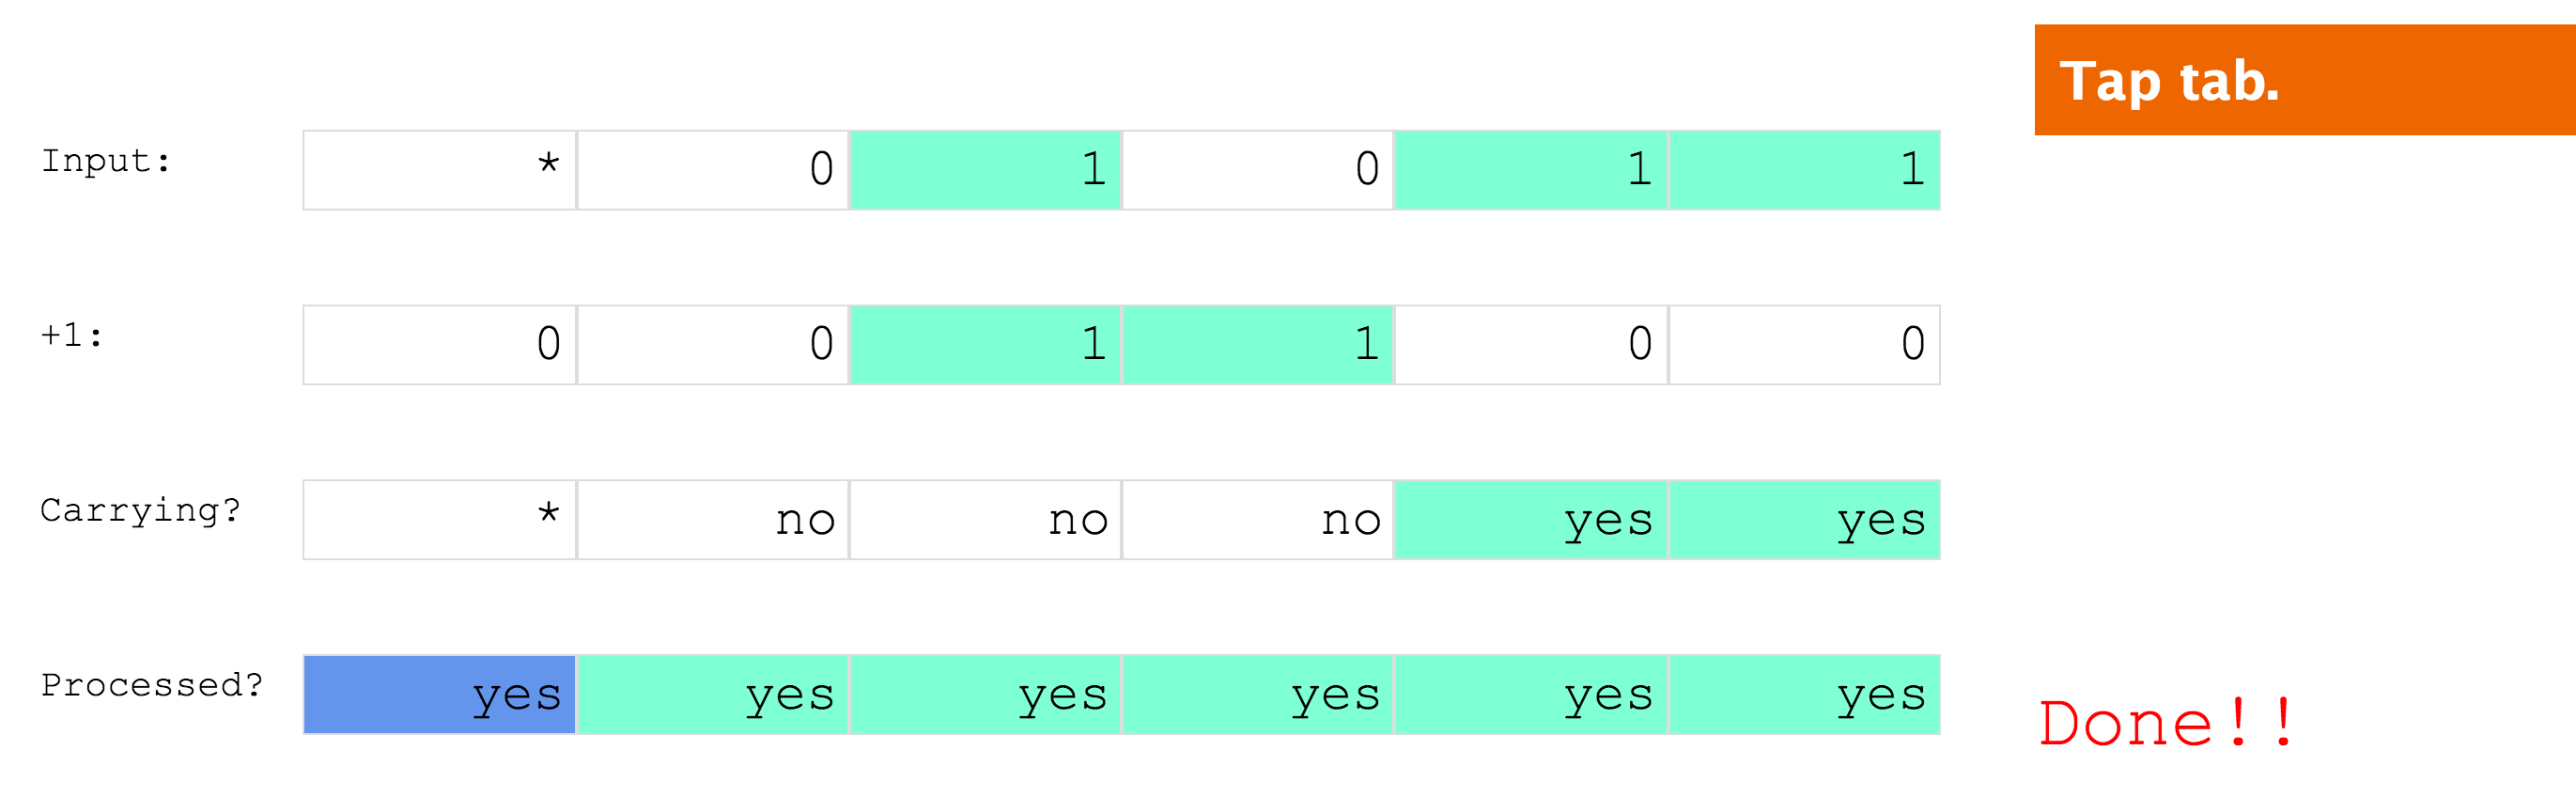 Tap tab.
Input: * 0 1 0 1 1
+1: 0 0 1 1 0 0
Carrying? * no no no yes yes
Processed? yes yes yes yes yes yes
Done!!